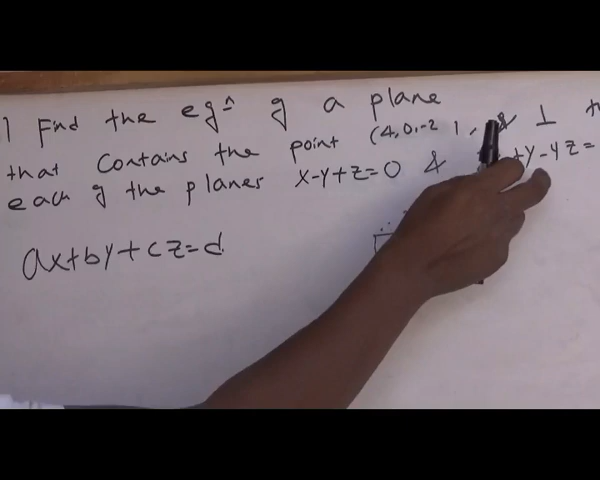 Find the eqn of a plane
that contains the point (4,0,-2), & ⊥
each of the planes x-y+z=0 & +y-4z=
ax+by+cz=d